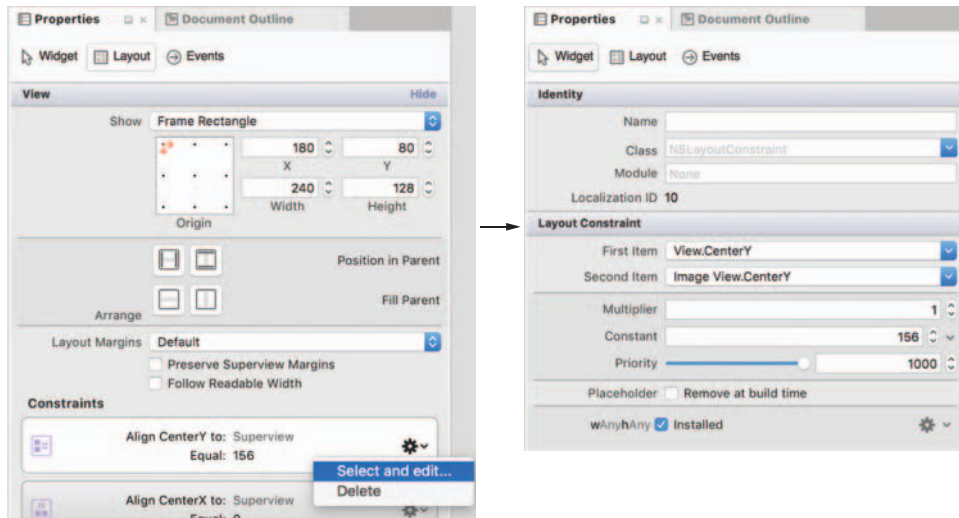 Properties
Document Outline
Widget
Layout
Events
View
Hide
Show Frame Rectangle
180 80
X Y
240 128
Width Height
Origin
Position in Parent
Fill Parent
Arrange
Layout Margins Default
Preserve Superview Margins
Follow Readable Width
Constraints
Align CenterY to: Superview
Equal: 156
Select and edit...
Delete
Align CenterX to: Superview
Equal: 0
Properties
Document Outline
Widget
Layout
Events
Identity
Name
Class NSLayoutConstraint
Module None
Localization ID 10
Layout Constraint
First Item View.CenterY
Second Item Image View.CenterY
Multiplier 1
Constant 156
Priority 1000
Placeholder Remove at build time
wAnyhAny Installed